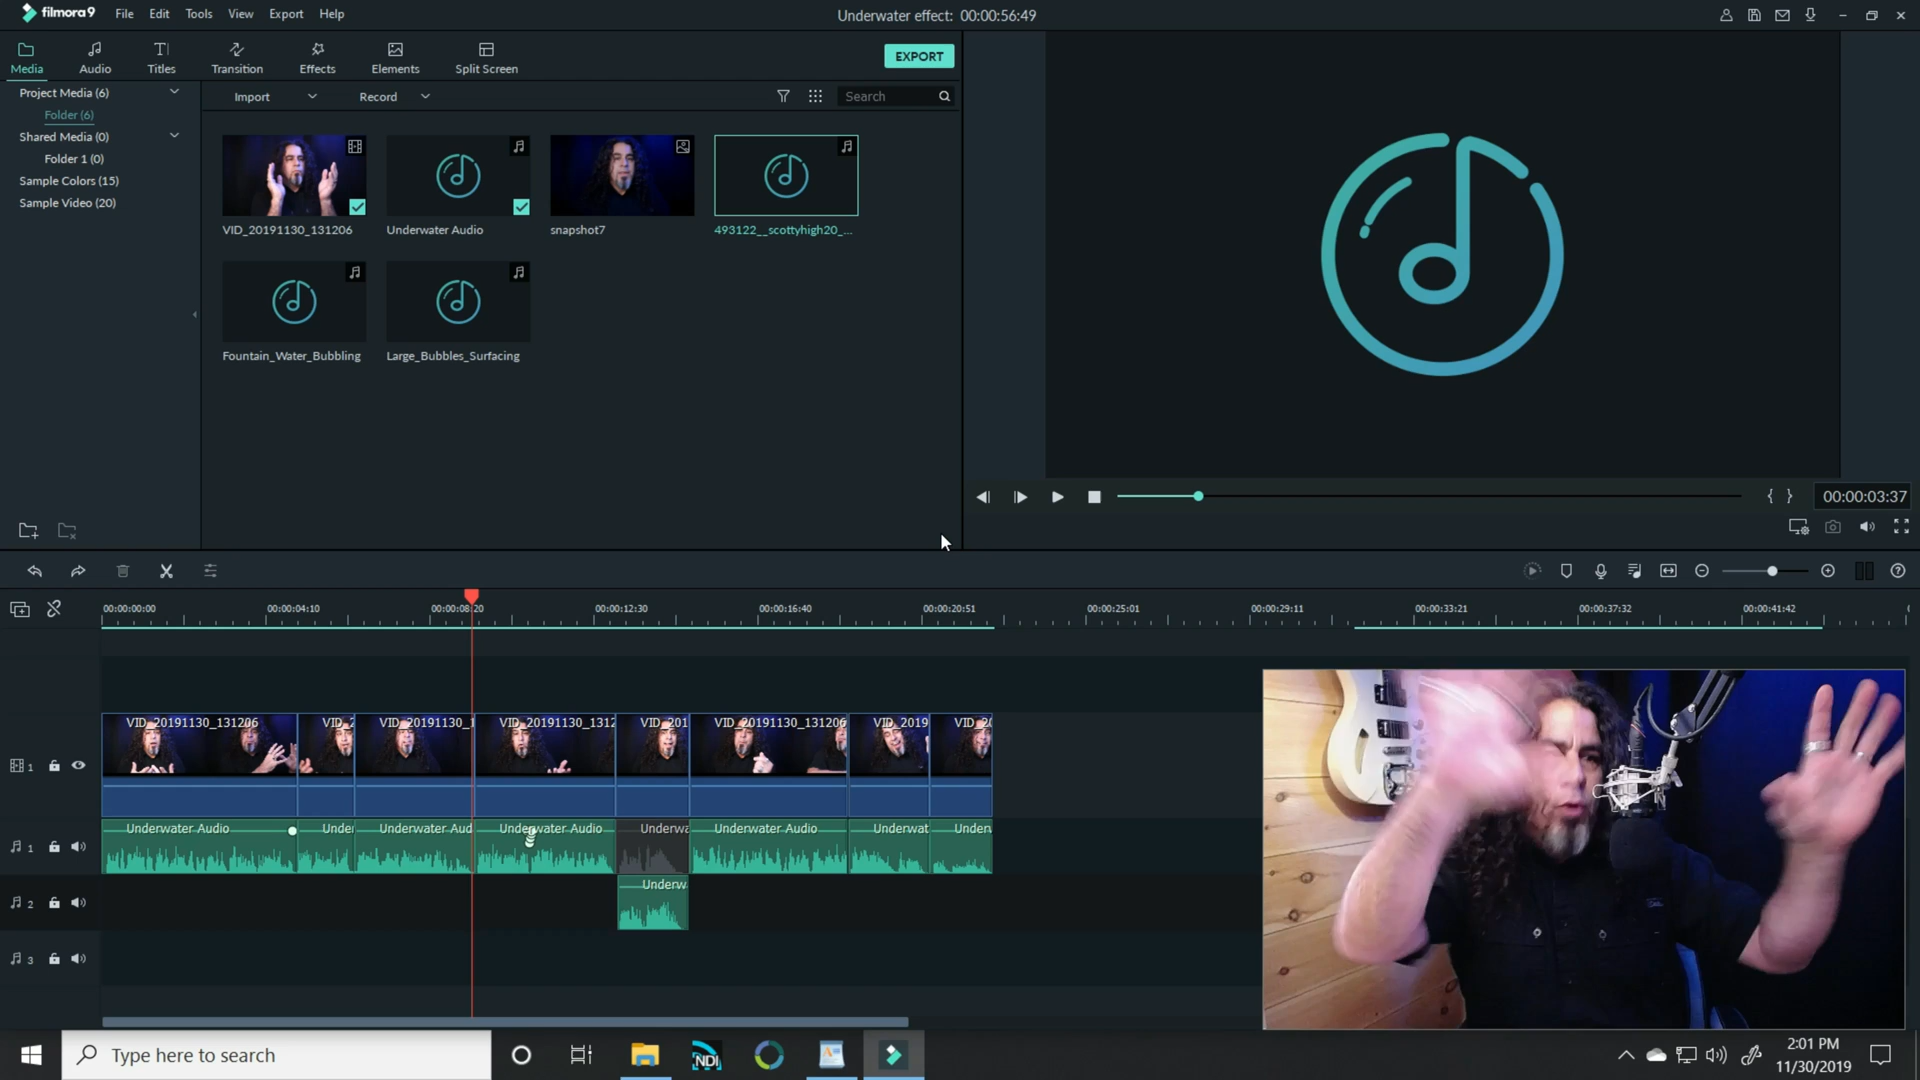 filmora9 File Edit Tools View Export Help
Underwater effect: 00:00:56:49
Media Audio Titles Transition Effects Elements Split Screen
EXPORT
Project Media (6)
Folder (6)
Shared Media (0)
Folder 1 (0)
Sample Colors (15)
Sample Video (20)
Import Record Search
VID_20191130_131206 Underwater Audio snapshot7 493122__scottyhigh20_...
Fountain_Water_Bubbling Large_Bubbles_Surfacing
{ } 00:00:03:37
00:00:00:00 00:00:04:10 00:00:08:20 00:00:12:30 00:00:16:40 00:00:20:51 00:00:25:01 00:00:29:11 00:00:33:21 00:00:37:32 00:00:41:42
VID_20191130_131206 VID_2 VID_20191130_1 VID_20191130_1312 VID_201 VID_20191130_131206 VID_2019 VID_20
1
Underwater Audio Under Underwater Aud Underwater Audio Underwa Underwater Audio Underwat Under
1
Underw
2
3
Type here to search
NDI
2:01 PM
11/30/2019